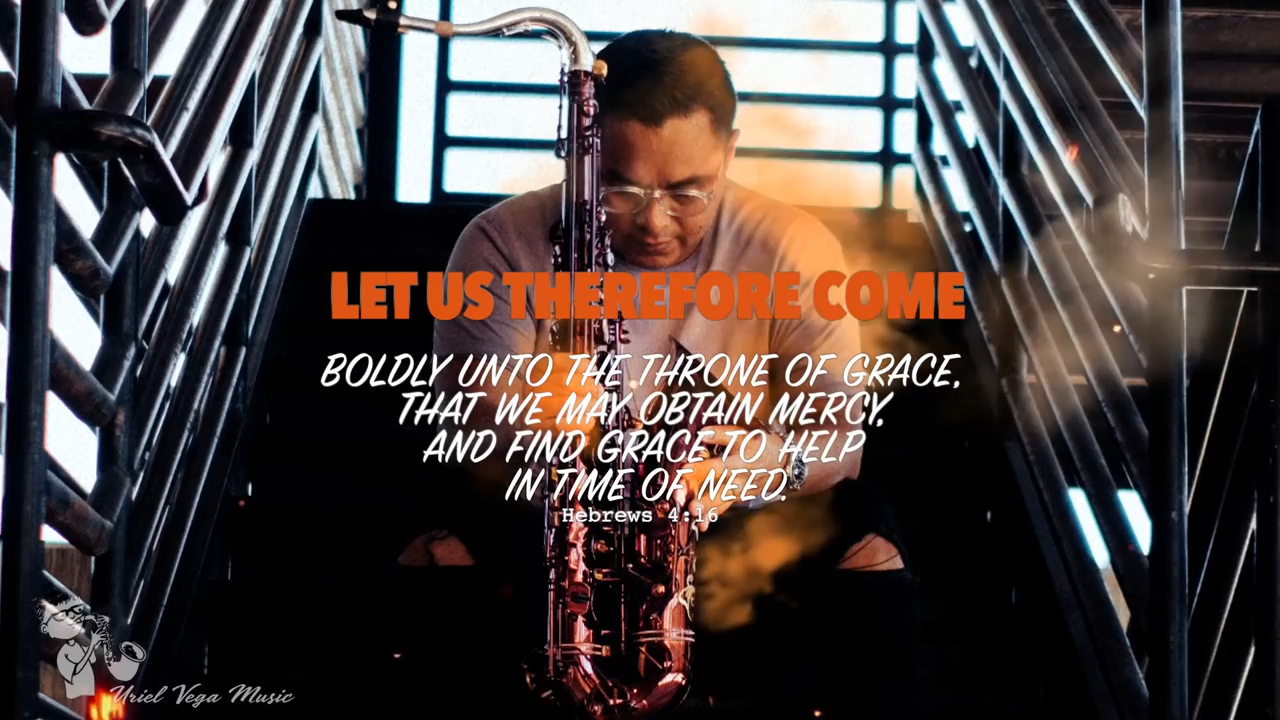 LET US THEREFORE COME
BOLDLY UNTO THE THRONE OF GRACE,
THAT WE MAY OBTAIN MERCY,
AND FIND GRACE TO HELP
IN TIME OF NEED.
Hebrews 4:16
Uriel Vega Music